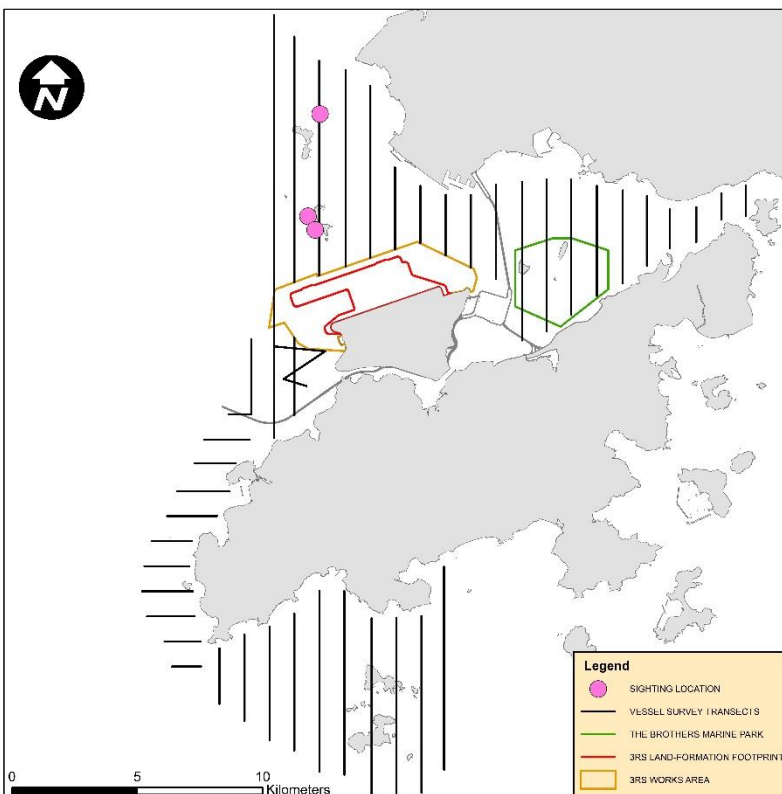 N
Legend
SIGHTING LOCATION
VESSEL SURVEY TRANSECTS
THE BROTHERS MARINE PARK
3RS LAND-FORMATION FOOTPRINT
3RS WORKS AREA
0 5 10
Kilometers